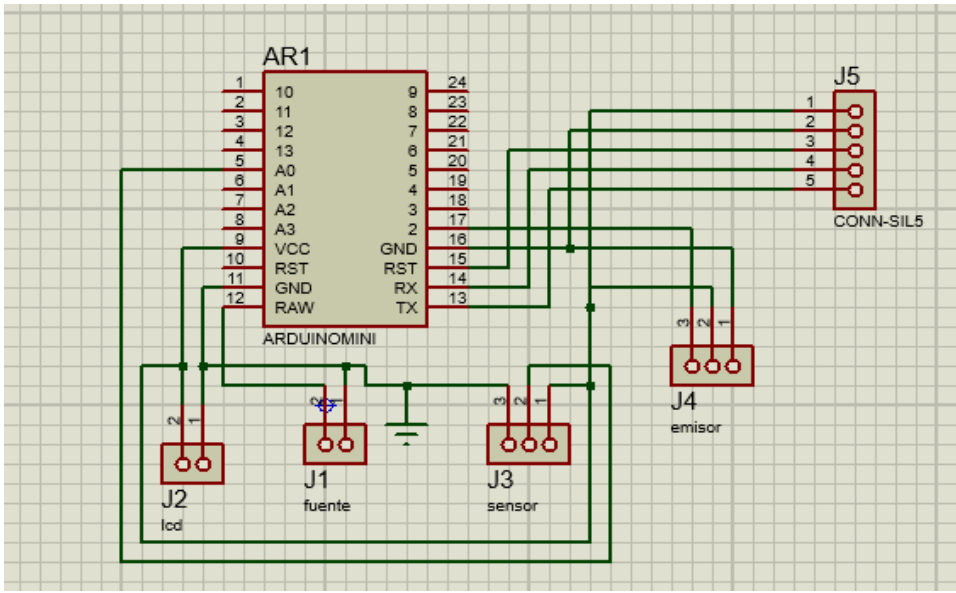 AR1
1 10 9 24
2 11 8 23
3 12 7 22
4 13 6 21
5 A0 5 20
6 A1 4 19
7 A2 3 18
8 A3 2 17
9 VCC GND 16
10 RST RST 15
11 GND RX 14
12 RAW TX 13
ARDUINOMINI
J5
1
2
3
4
5
CONN-SIL5
3 2 1
J4
emisor
2 1
J2
lcd
2 1
J1
fuente
3 2 1
J3
sensor